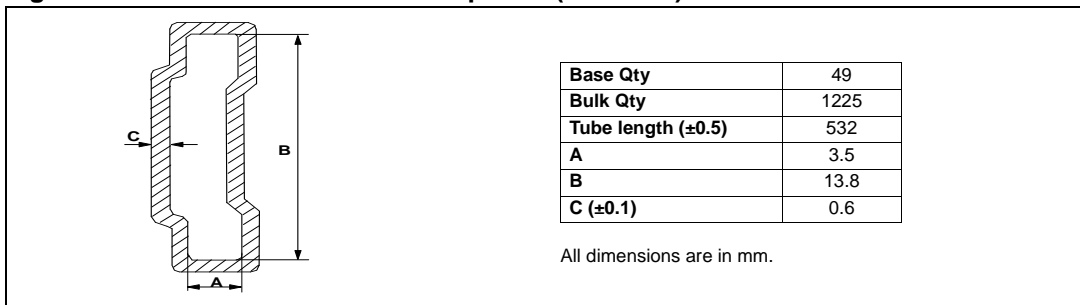 C
B
A
Base Qty 49
Bulk Qty 1225
Tube length (±0.5) 532
A 3.5
B 13.8
C (±0.1) 0.6
All dimensions are in mm.